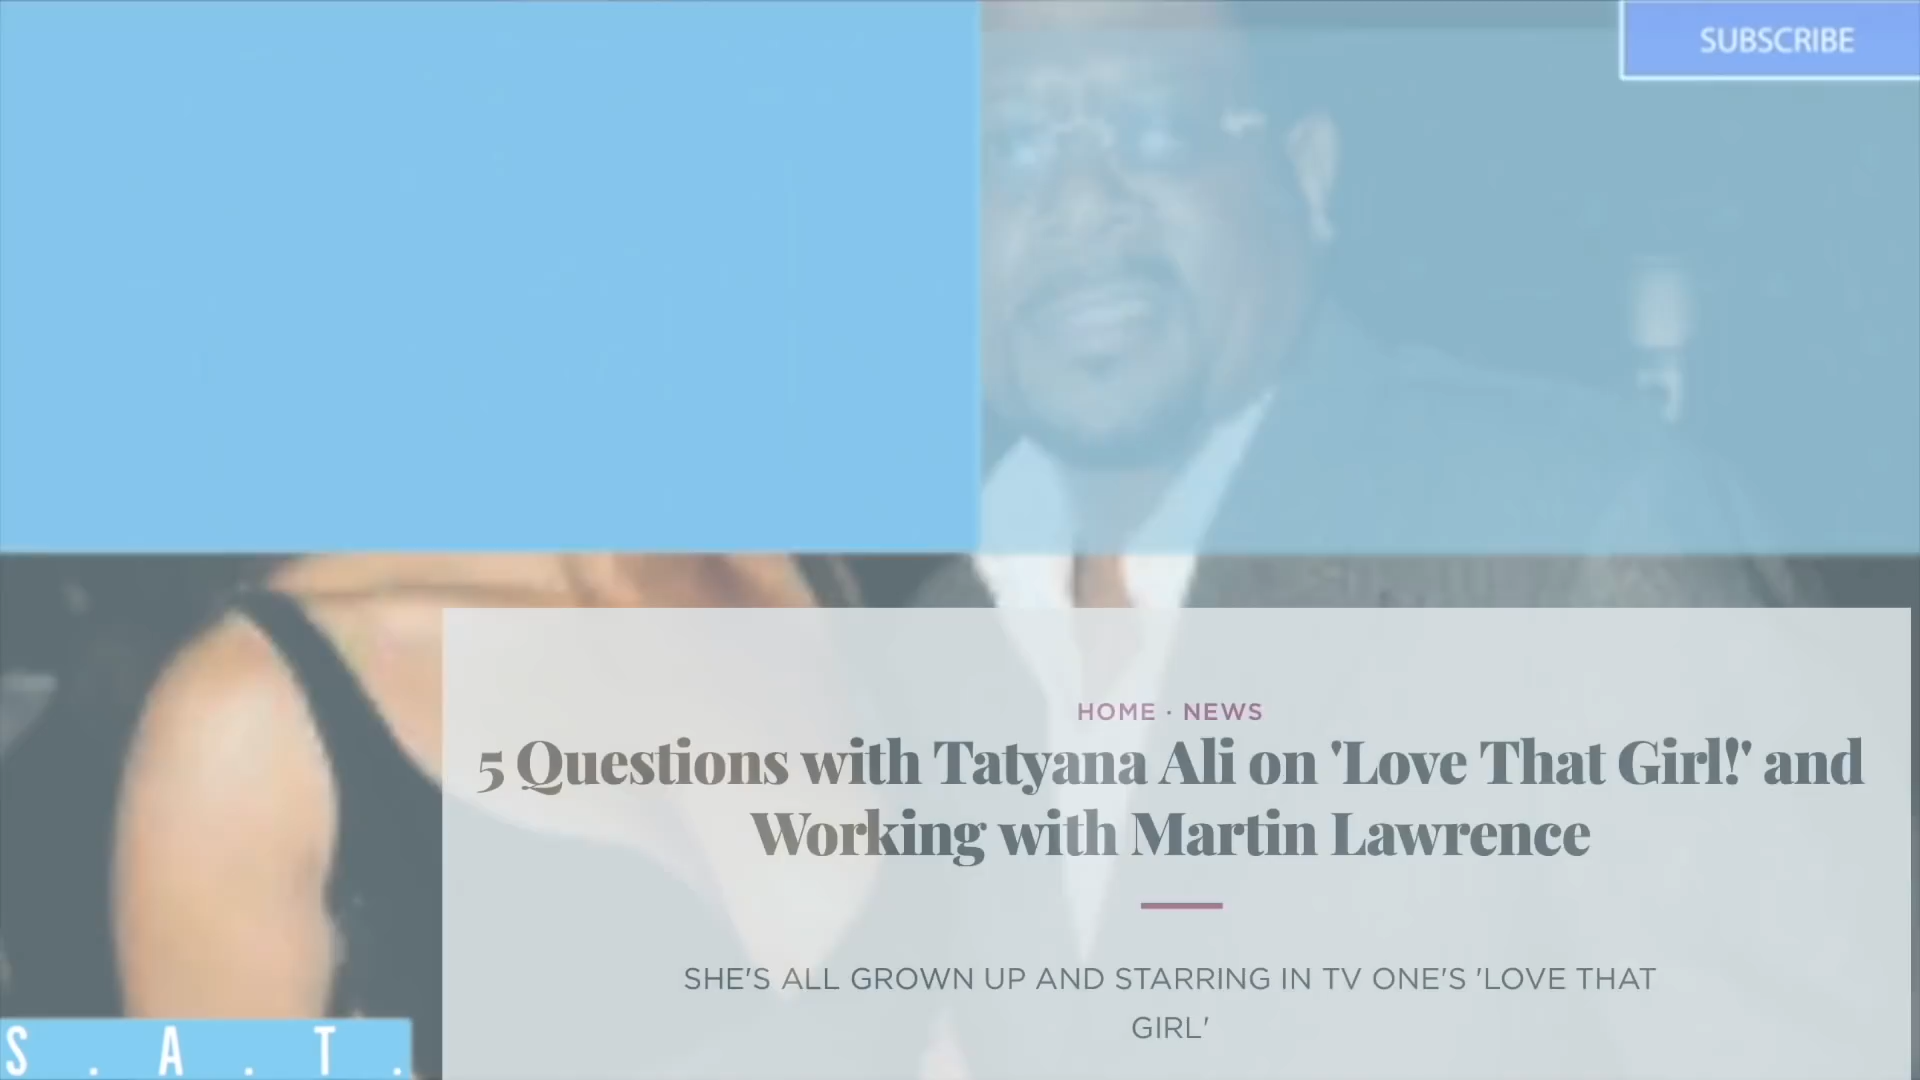 SUBSCRIBE
HOME · NEWS
5 Questions with Tatyana Ali on 'Love That Girl!' and
Working with Martin Lawrence
SHE'S ALL GROWN UP AND STARRING IN TV ONE'S 'LOVE THAT
GIRL'
S . A . T .